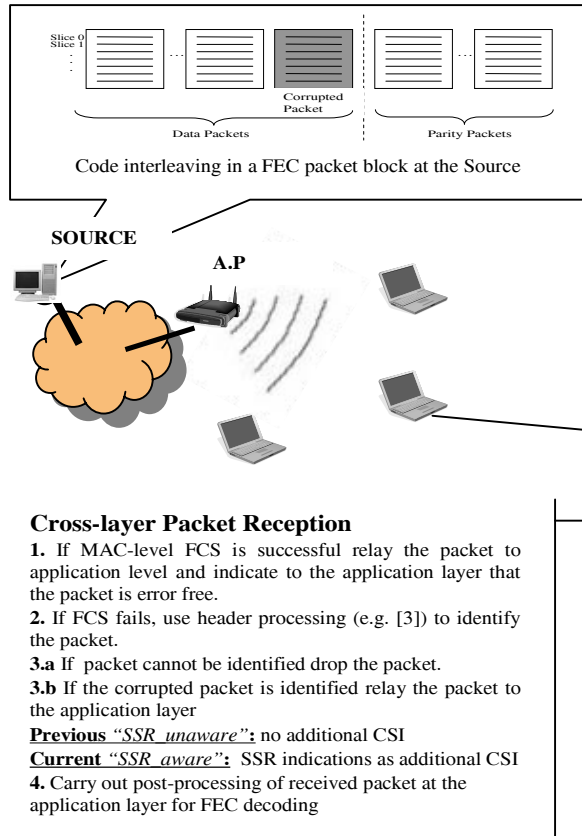 Slice 0
Slice 1
Corrupted
Packet
Data Packets
Parity Packets
Code interleaving in a FEC packet block at the Source
SOURCE
A.P
Cross-layer Packet Reception
1. If MAC-level FCS is successful relay the packet to
application level and indicate to the application layer that
the packet is error free.
2. If FCS fails, use header processing (e.g. [3]) to identify
the packet.
3.a If packet cannot be identified drop the packet.
3.b If the corrupted packet is identified relay the packet to
the application layer
Previous “SSR_unaware”: no additional CSI
Current “SSR_aware”: SSR indications as additional CSI
4. Carry out post-processing of received packet at the
application layer for FEC decoding